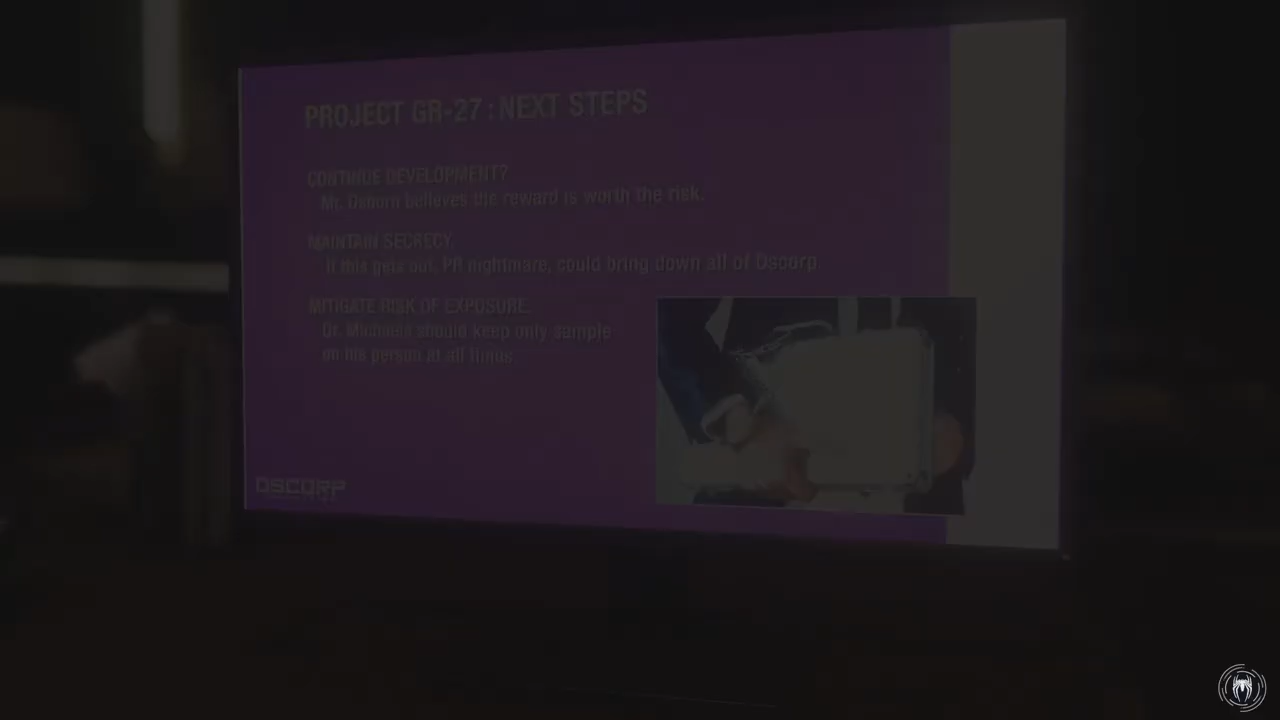 PROJECT GR-27 : NEXT STEPS
CONTINUE DEVELOPMENT?
Mr. Osborn believes the reward is worth the risk.
MAINTAIN SECRECY.
If this gets out, PR nightmare, could bring down all of Oscorp.
MITIGATE RISK OF EXPOSURE.
Dr. Michaels should keep only sample
on his person at all times.
OSCORP